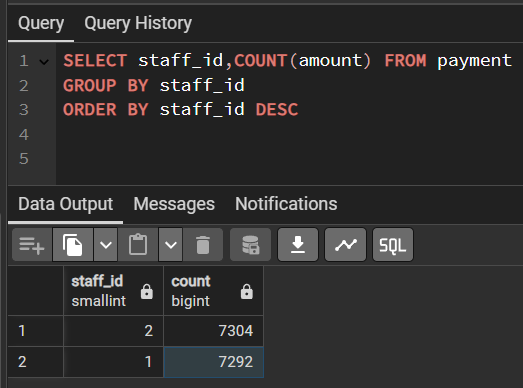 Query Query History
1 SELECT staff_id,COUNT(amount) FROM payment
2 GROUP BY staff_id
3 ORDER BY staff_id DESC
4
5
Data Output Messages Notifications
SQL
staff_id count
smallint bigint
1 2 7304
2 1 7292